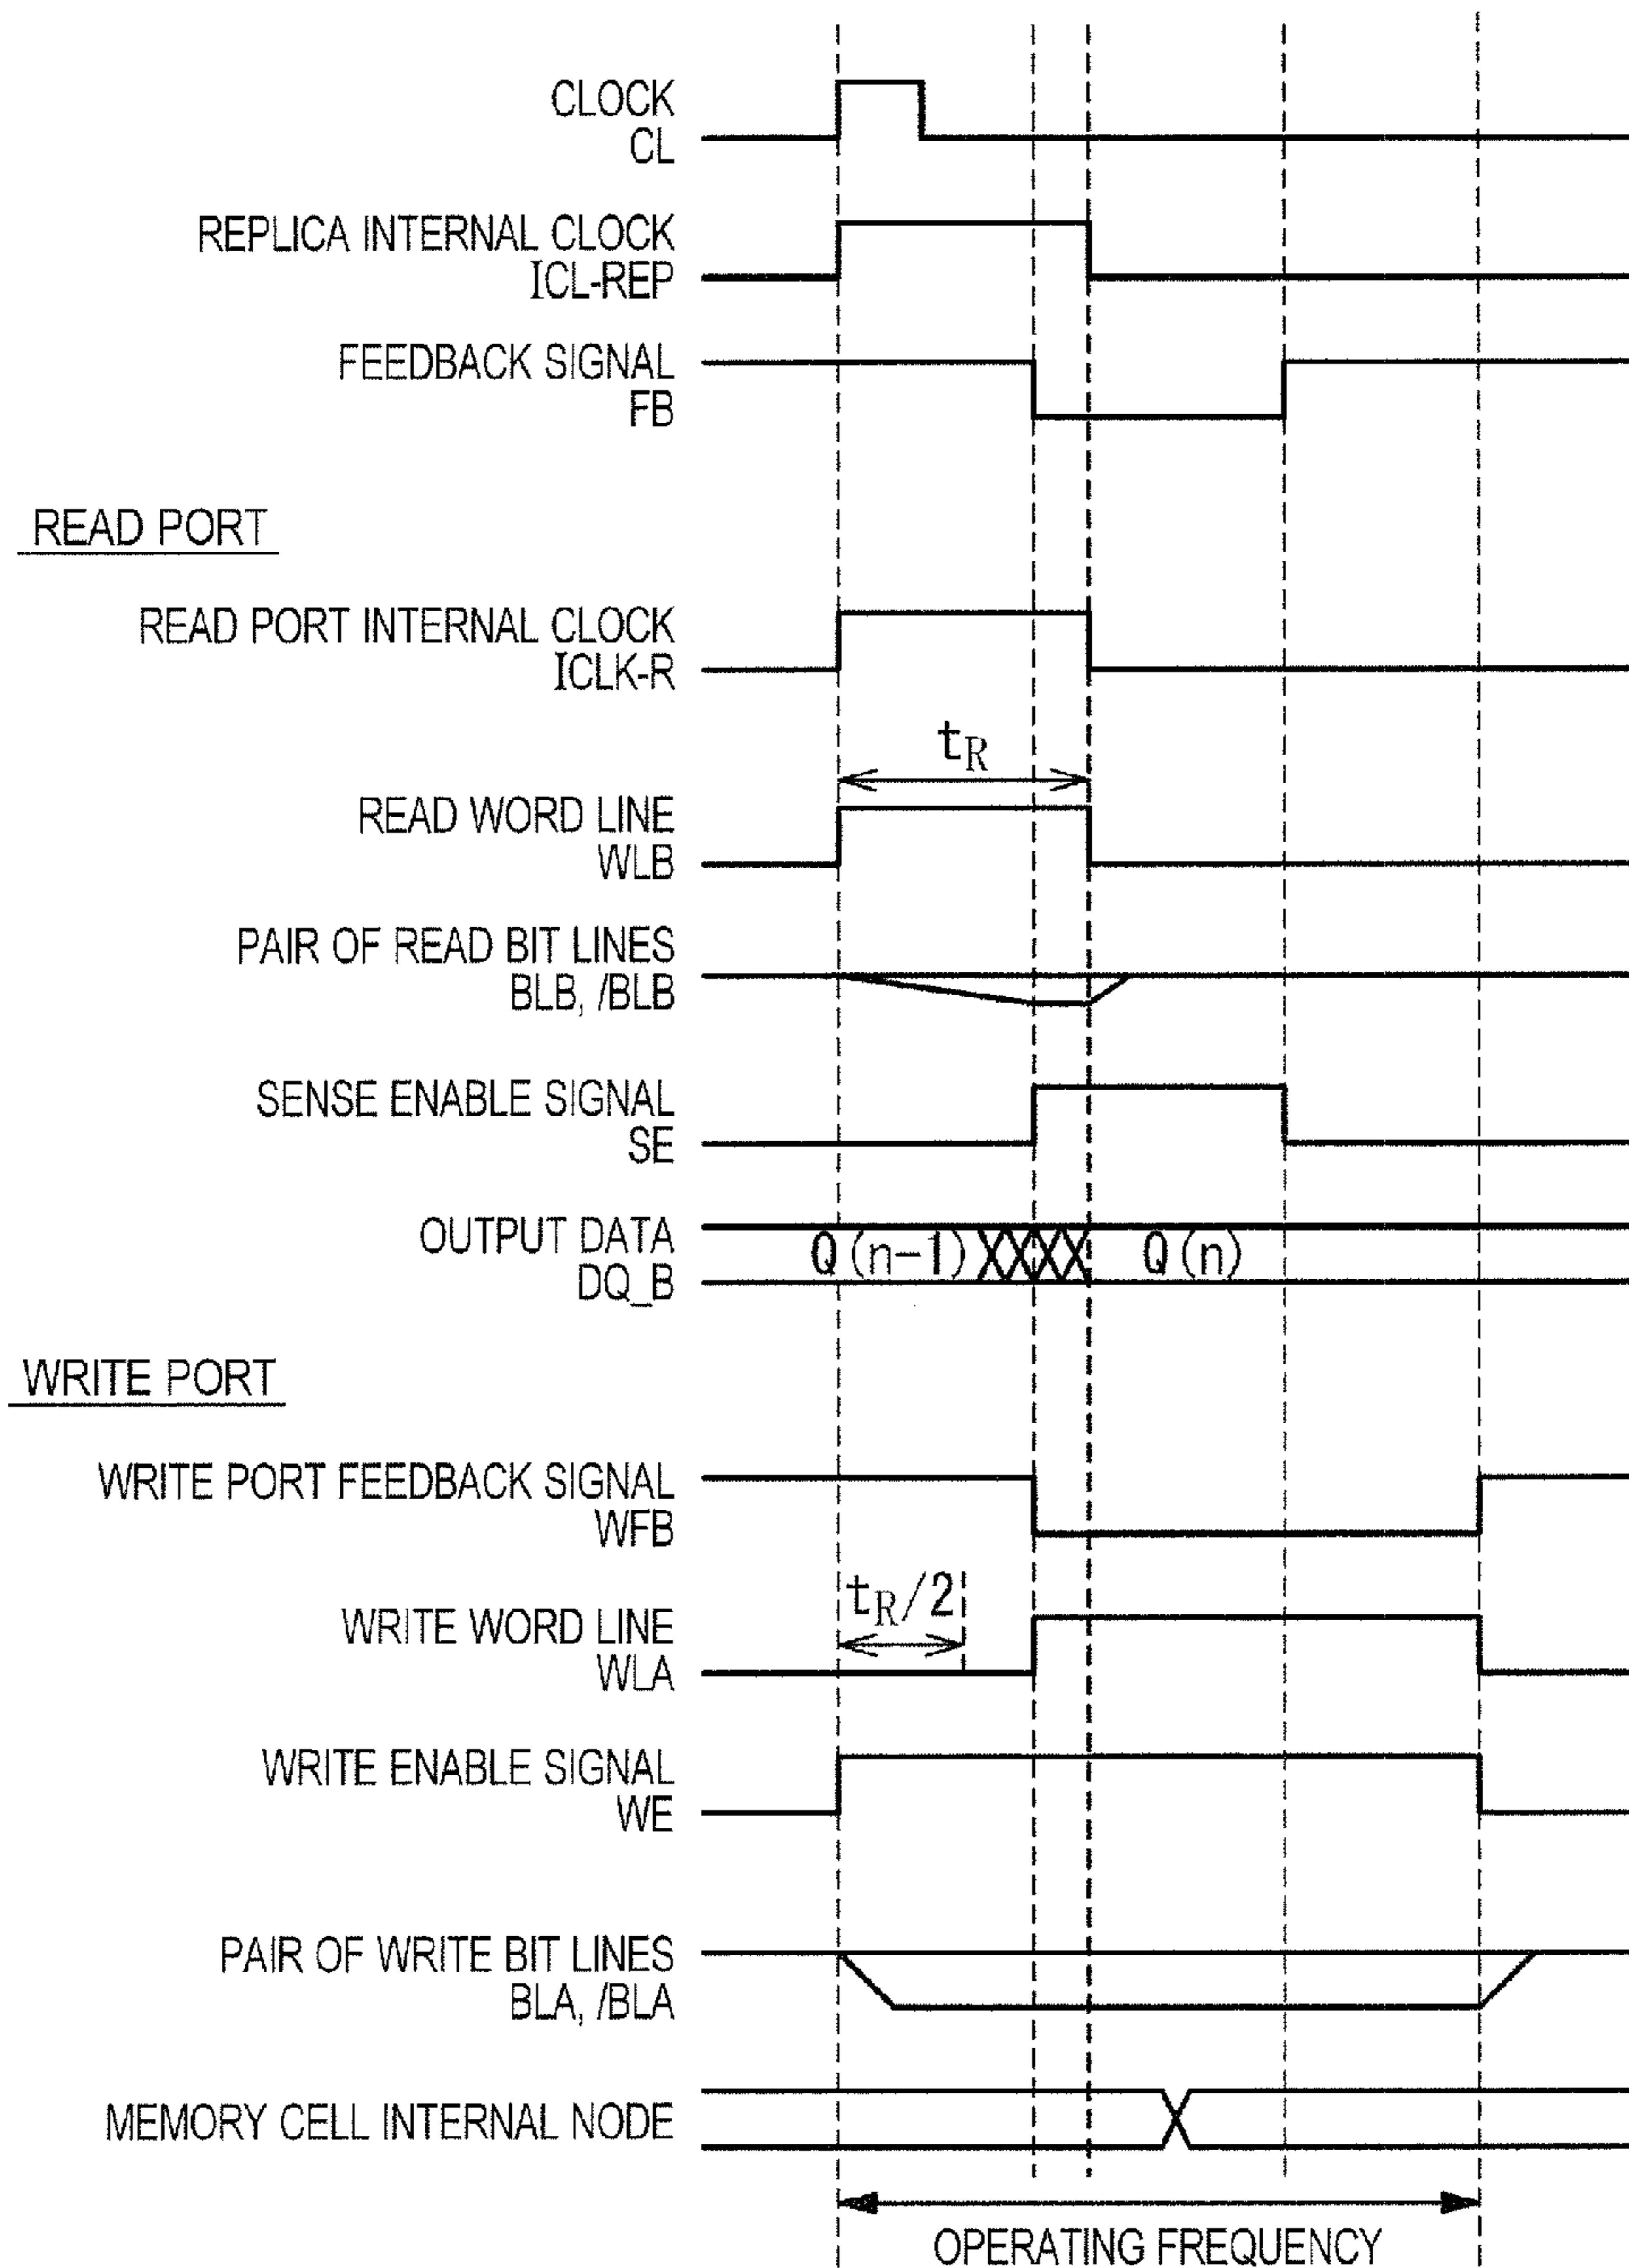 CLOCK
CL
REPLICA INTERNAL CLOCK
ICL-REP
FEEDBACK SIGNAL
FB
READ PORT
READ PORT INTERNAL CLOCK
ICLK-R
tR
READ WORD LINE
WLB
PAIR OF READ BIT LINES
BLB, /BLB
SENSE ENABLE SIGNAL
SE
OUTPUT DATA
DQ_B
Q(n-1) Q(n)
WRITE PORT
WRITE PORT FEEDBACK SIGNAL
WFB
tR/2
WRITE WORD LINE
WLA
WRITE ENABLE SIGNAL
WE
PAIR OF WRITE BIT LINES
BLA, /BLA
MEMORY CELL INTERNAL NODE
OPERATING FREQUENCY